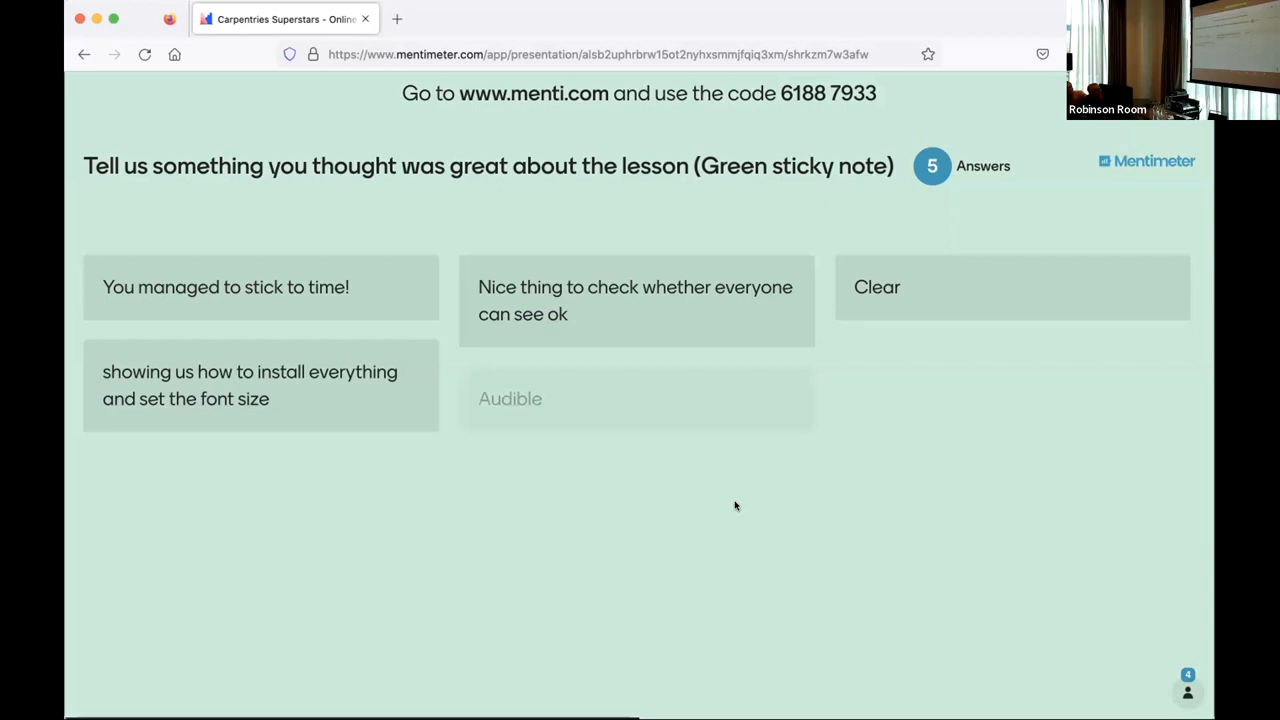 Carpentries Superstars - Online
https://www.mentimeter.com/app/presentation/alsb2uphrbrw15ot2nyhxsmmjfqiq3xm/shrkzm7w3afw
Robinson Room
Go to www.menti.com and use the code 6188 7933
Tell us something you thought was great about the lesson (Green sticky note)
5 Answers
Mentimeter
You managed to stick to time!
Nice thing to check whether everyone
can see ok
Clear
showing us how to install everything
and set the font size
Audible
4